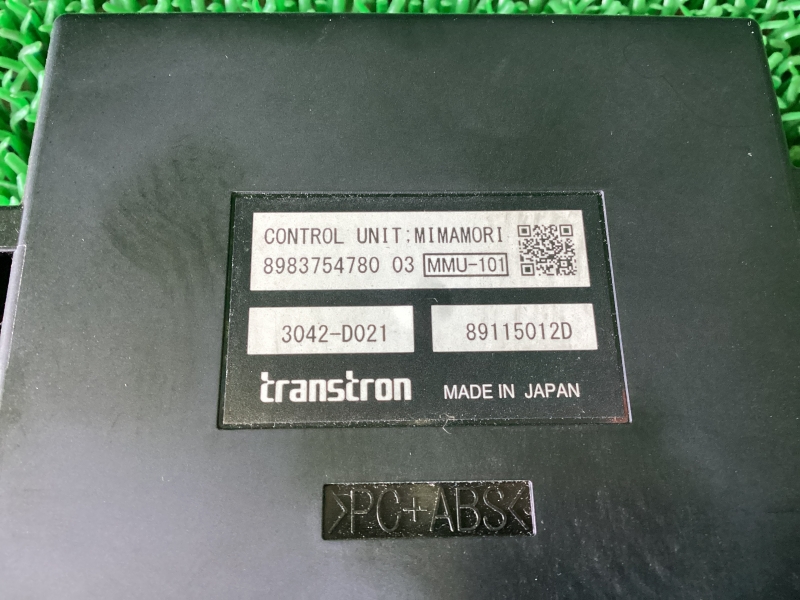 CONTROL UNIT;MIMAMORI
8983754780 03 MMU-101
3042-D021 89115012D
transtron MADE IN JAPAN
>PC+ABS<